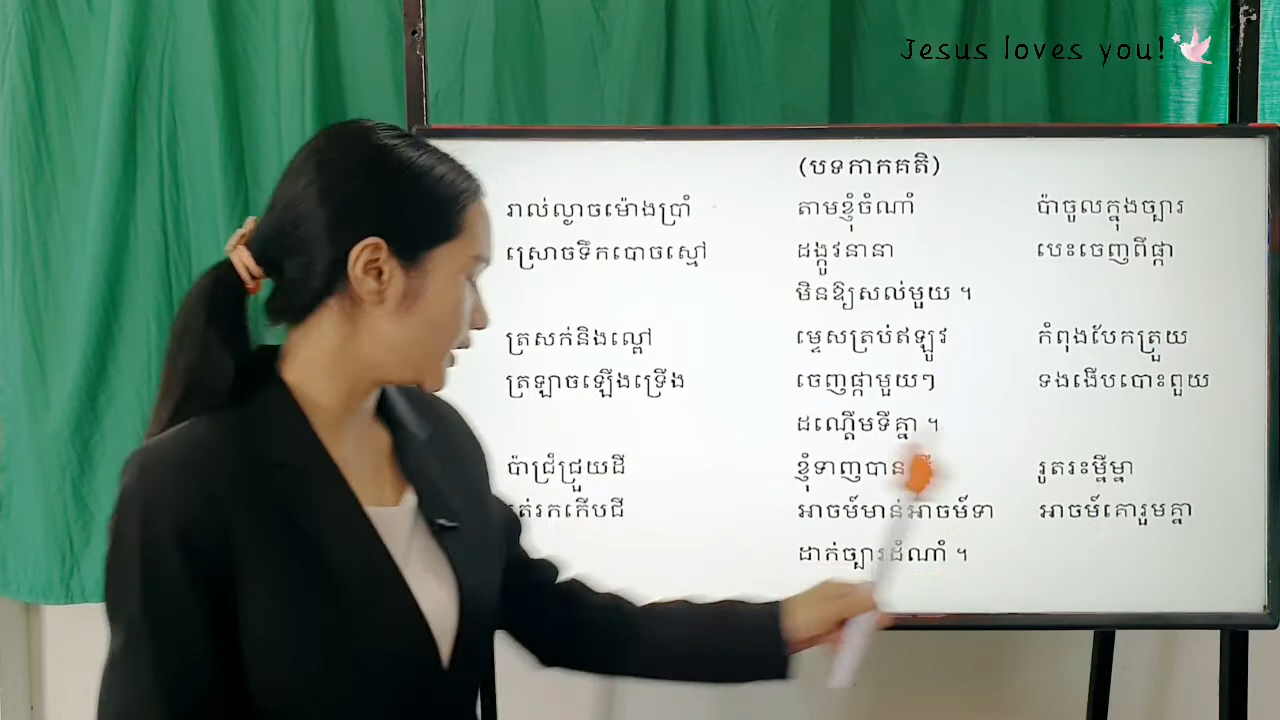 Jesus loves you!
(បទកាកគតិ)
រាល់ល្ងាចម៉ោងប្រាំ តាមខ្ញុំចំណាំ ប៉ាចូលក្នុងច្បារ
ស្រោចទឹកបោចស្មៅ ដង្កូវនានា បេះចេញពីផ្កា
មិនឱ្យសល់មួយ ។
ត្រសក់និងល្ពៅ ម្ទេសត្រប់ឥឡូវ កំពុងបែកត្រួយ
ត្រឡាចឡើងទ្រើង ចេញផ្កាមួយៗ ទងងើបបោះពួយ
ដណ្ដើមទីគ្នា ។
ប៉ាជ្រំជ្រួយដី ខ្ញុំទាញបាន រូតរះម្នីម្នា
រកកើបជី អាចម៍មាន់អាចម៍ទា អាចម៍គោរួមគ្នា
ដាក់ច្បារដំណាំ ។